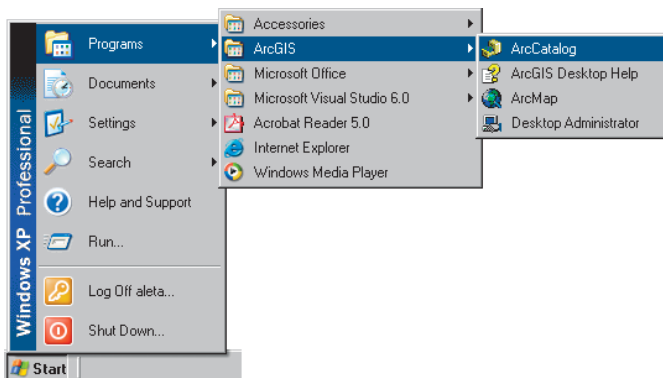 Programs
Documents
Settings
Search
Help and Support
Run...
Log Off aleta...
Shut Down...
Windows XP Professional
Start
Accessories
ArcGIS
Microsoft Office
Microsoft Visual Studio 6.0
Acrobat Reader 5.0
Internet Explorer
Windows Media Player
ArcCatalog
ArcGIS Desktop Help
ArcMap
Desktop Administrator